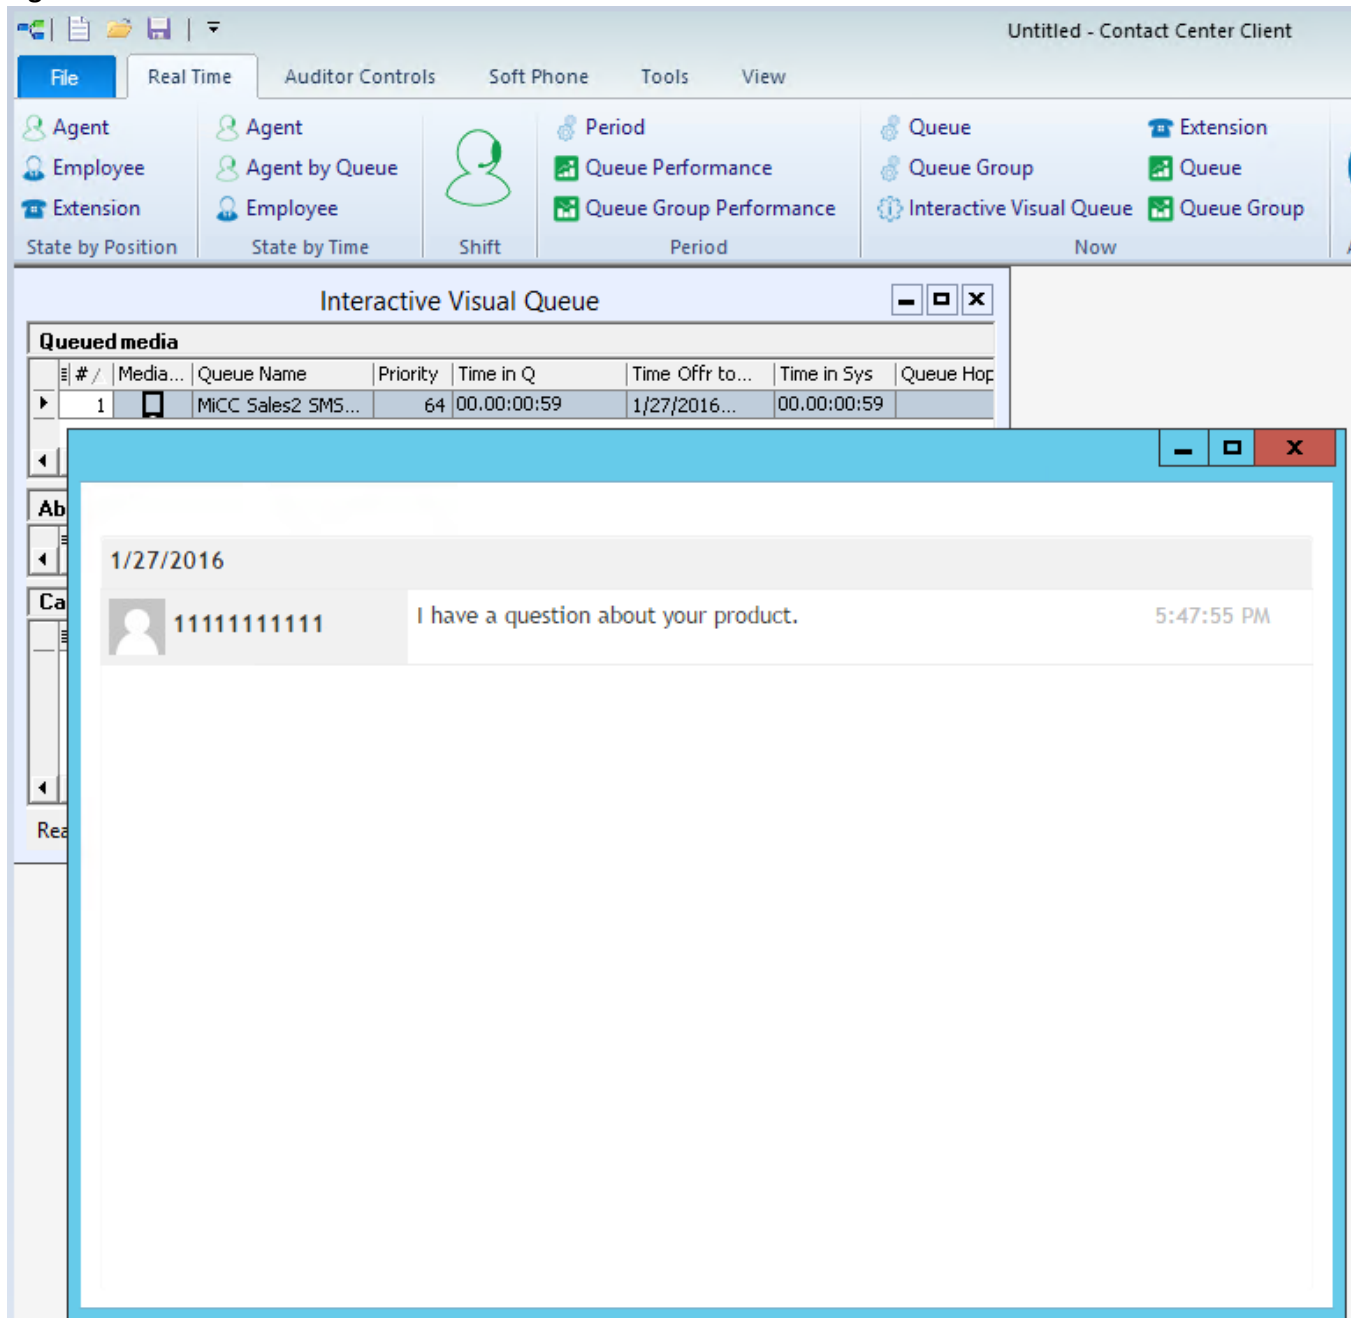 Untitled - Contact Center Client
File Real Time Auditor Controls Soft Phone Tools View
Agent Agent Period Queue Extension
Employee Agent by Queue Queue Performance Queue Group Queue
Extension Employee Queue Group Performance Interactive Visual Queue Queue Group
State by Position State by Time Shift Period Now
Interactive Visual Queue
Queued media
# Media... Queue Name Priority Time in Q Time Offr to... Time in Sys Queue Hop
1 MiCC Sales2 SMS... 64 00.00:00:59 1/27/2016... 00.00:00:59
Ab
1/27/2016
Ca
11111111111 I have a question about your product. 5:47:55 PM
Rea